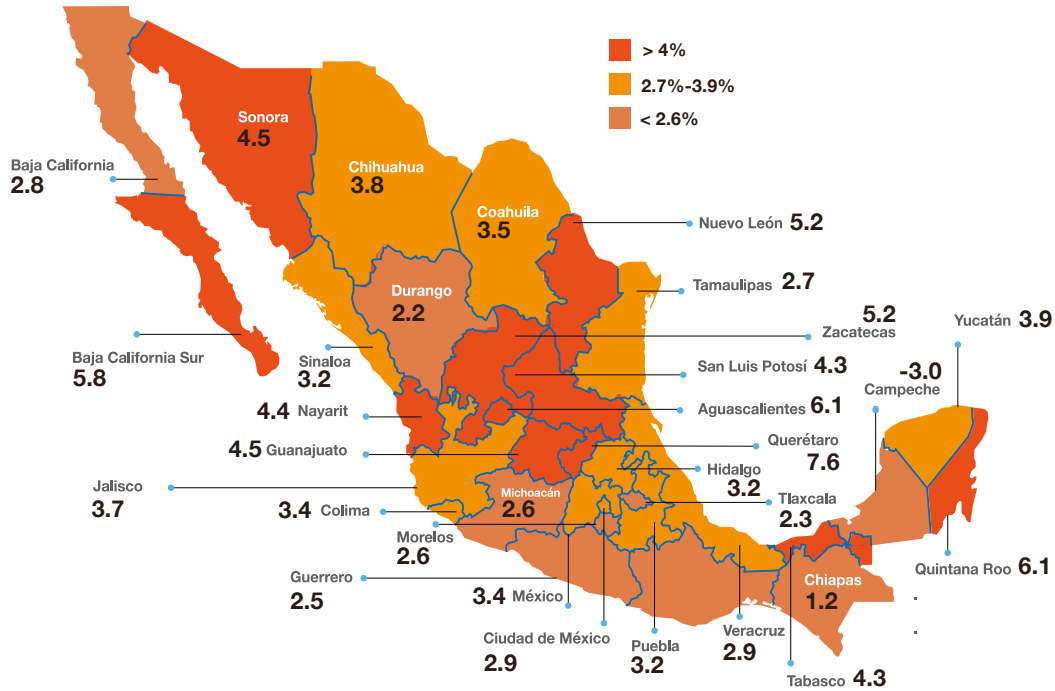 > 4%
2.7%-3.9%
< 2.6%
Sonora
4.5
Baja California
2.8
Chihuahua
3.8
Coahuila
3.5
Nuevo León 5.2
Tamaulipas 2.7
Durango
2.2
5.2
Zacatecas
Yucatán 3.9
Baja California Sur
5.8
Sinaloa
3.2
San Luis Potosí 4.3
-3.0
Campeche
4.4 Nayarit
Aguascalientes 6.1
4.5 Guanajuato
Querétaro
7.6
Hidalgo
3.2
Jalisco
3.7
3.4 Colima
Michoacán
2.6
Tlaxcala
2.3
Morelos
2.6
Guerrero
2.5
3.4 México
Ciudad de México
2.9
Puebla
3.2
Veracruz
2.9
Chiapas
1.2
Quintana Roo 6.1
Tabasco 4.3